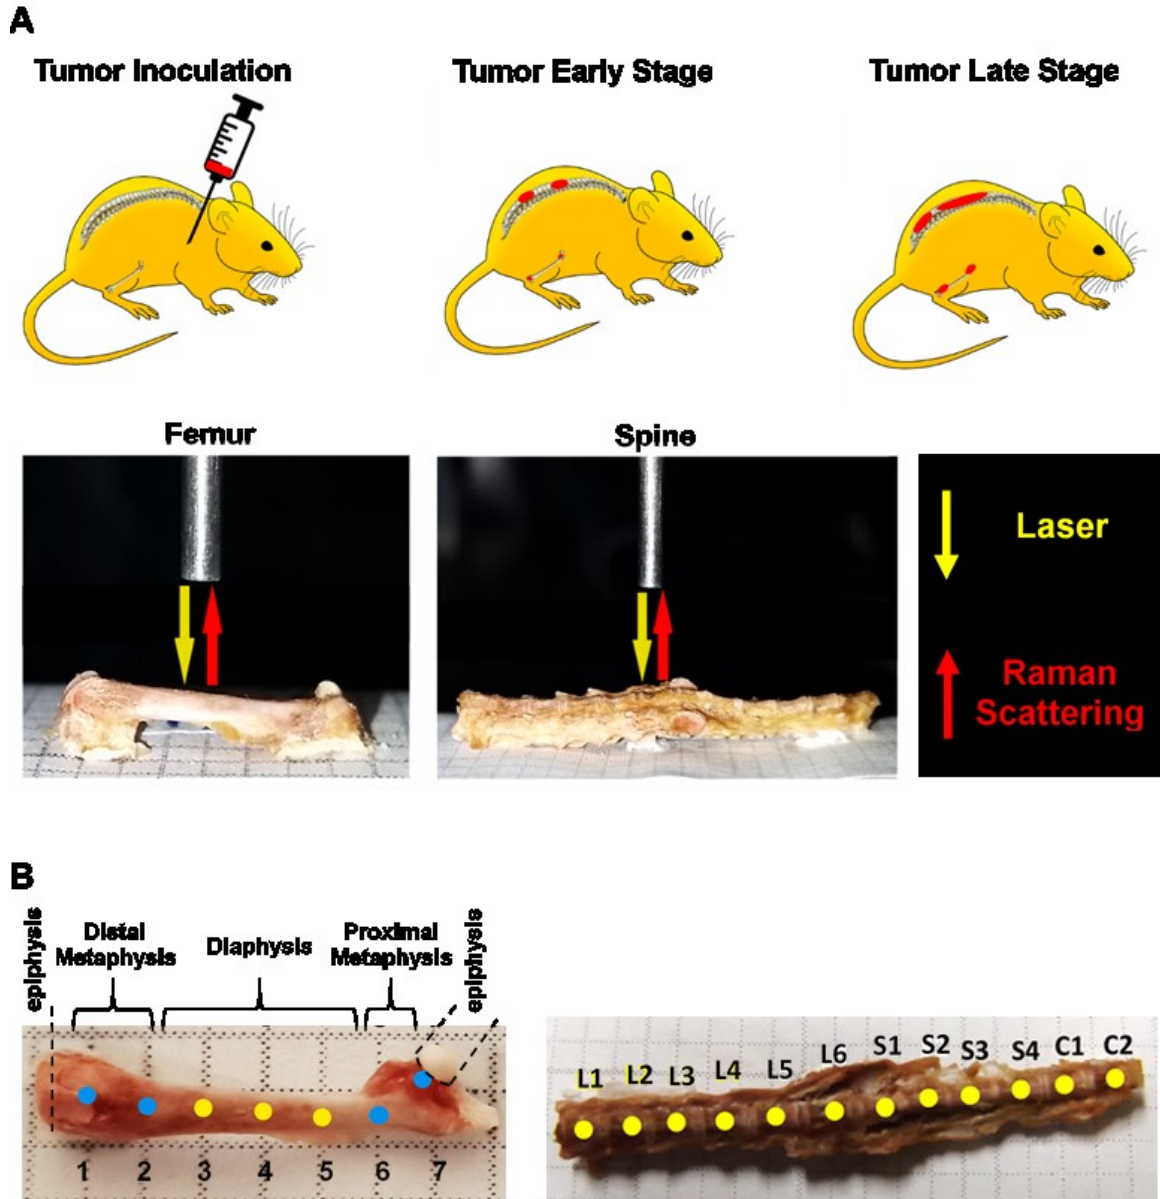 A
Tumor Inoculation
Tumor Early Stage
Tumor Late Stage
Femur
Spine
Laser
Raman
Scattering
B
epiphysis
Distal
Metaphysis
Diaphysis
Proximal
Metaphysis
epiphysis
1 2 3 4 5 6 7
L1 L2 L3 L4 L5 L6 S1 S2 S3 S4 C1 C2